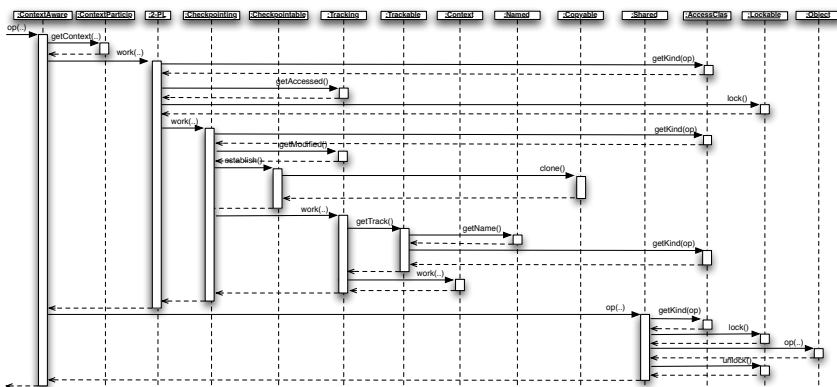 :ContextAware :ContextParticip :2-PL :Checkpointing :Checkpointable :Tracking :Trackable :Context :Named :Copyable :Shared :AccessClas :Lockable :Object
op(..)
getContext(..)
work(..)
getKind(op)
getAccessed()
lock()
work(..)
getKind(op)
getModified()
establish()
clone()
work(..)
getTrack()
getName()
getKind(op)
work(..)
op(..)
getKind(op)
lock()
op(..)
unlock()